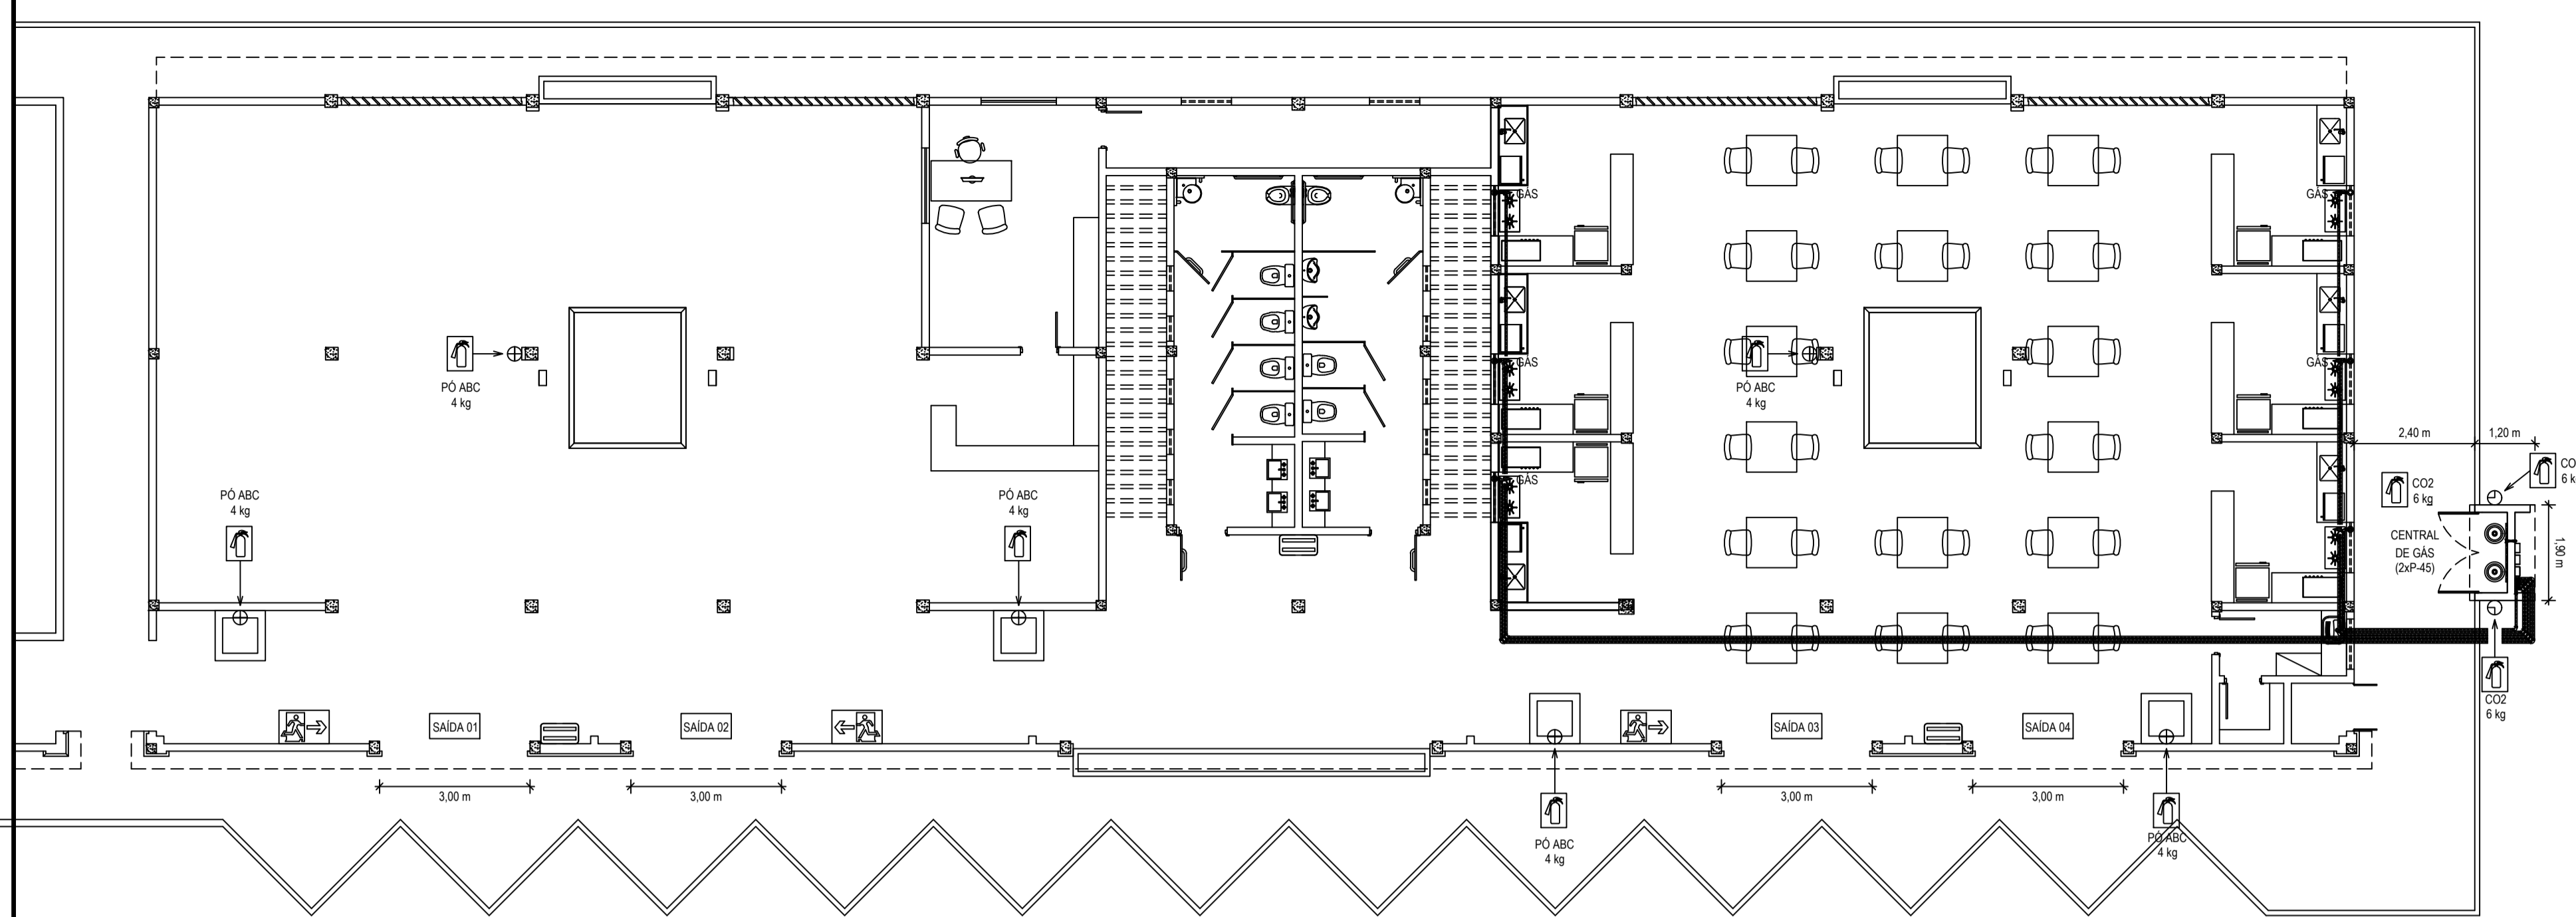 GÁS
GÁS
GÁS
GÁS
PÓ ABC
4 kg
PÓ ABC
4 kg
GÁS
2,40 m
1,20 m
CO
6 k
CO2
6 kg
PÓ ABC
4 kg
PÓ ABC
4 kg
CENTRAL
DE GÁS
(2xP-45)
1,90 m
CO2
6 kg
SAÍDA 01
SAÍDA 02
SAÍDA 03
SAÍDA 04
3,00 m
3,00 m
3,00 m
3,00 m
PÓ ABC
4 kg
PÓ ABC
4 kg